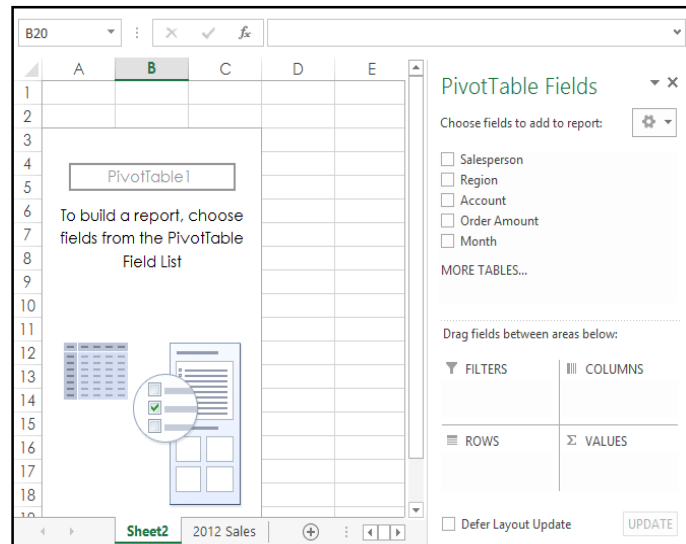 B20
fx
A B C D E
1
2
3
4
5
6
7
8
9
10
11
12
13
14
15
16
17
18
19
PivotTable1
To build a report, choose
fields from the PivotTable
Field List
Sheet2 2012 Sales
PivotTable Fields
Choose fields to add to report:
Salesperson
Region
Account
Order Amount
Month
MORE TABLES...
Drag fields between areas below:
FILTERS
COLUMNS
ROWS
Σ VALUES
Defer Layout Update
UPDATE